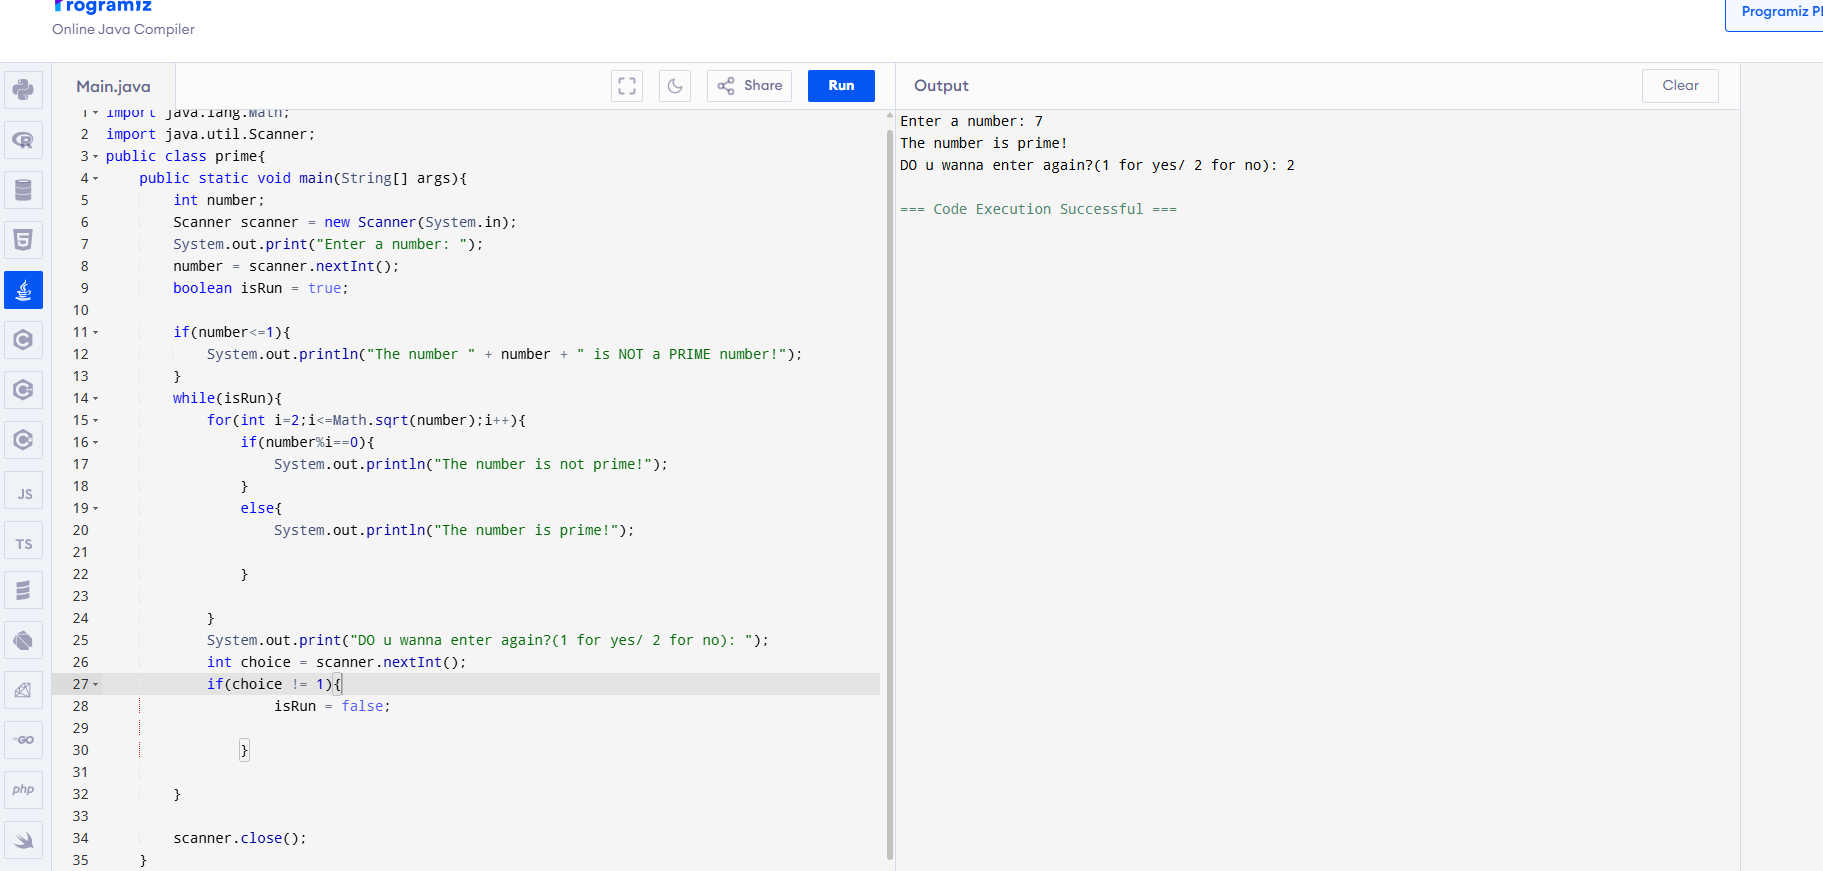 Programiz
Online Java Compiler
Programiz
Main.java
Share
Run
Output
Clear
1 import java.lang.Math;
2 import java.util.Scanner;
3 public class prime{
4 public static void main(String[] args){
5 int number;
6 Scanner scanner = new Scanner(System.in);
7 System.out.print("Enter a number: ");
8 number = scanner.nextInt();
9 boolean isRun = true;
10
11 if(number<=1){
12 System.out.println("The number " + number + " is NOT a PRIME number!");
13 }
14 while(isRun){
15 for(int i=2;i<=Math.sqrt(number);i++){
16 if(number%i==0){
17 System.out.println("The number is not prime!");
18 }
19 else{
20 System.out.println("The number is prime!");
21
22 }
23
24 }
25 System.out.print("DO u wanna enter again?(1 for yes/ 2 for no): ");
26 int choice = scanner.nextInt();
27 if(choice != 1){
28 isRun = false;
29
30 }
31
32 }
33
34 scanner.close();
35 }
Enter a number: 7
The number is prime!
DO u wanna enter again?(1 for yes/ 2 for no): 2
=== Code Execution Successful ===
JS
TS
GO
php